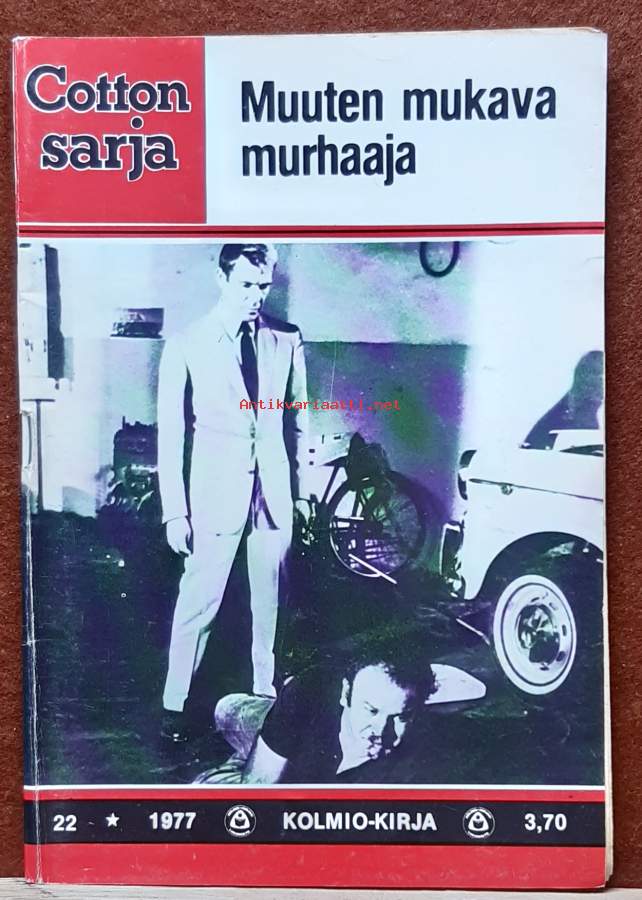 Cotton
sarja
Muuten mukava
murhaaja
Antikvariaatti.net
22 ★ 1977 KOLMIO-KIRJA 3,70